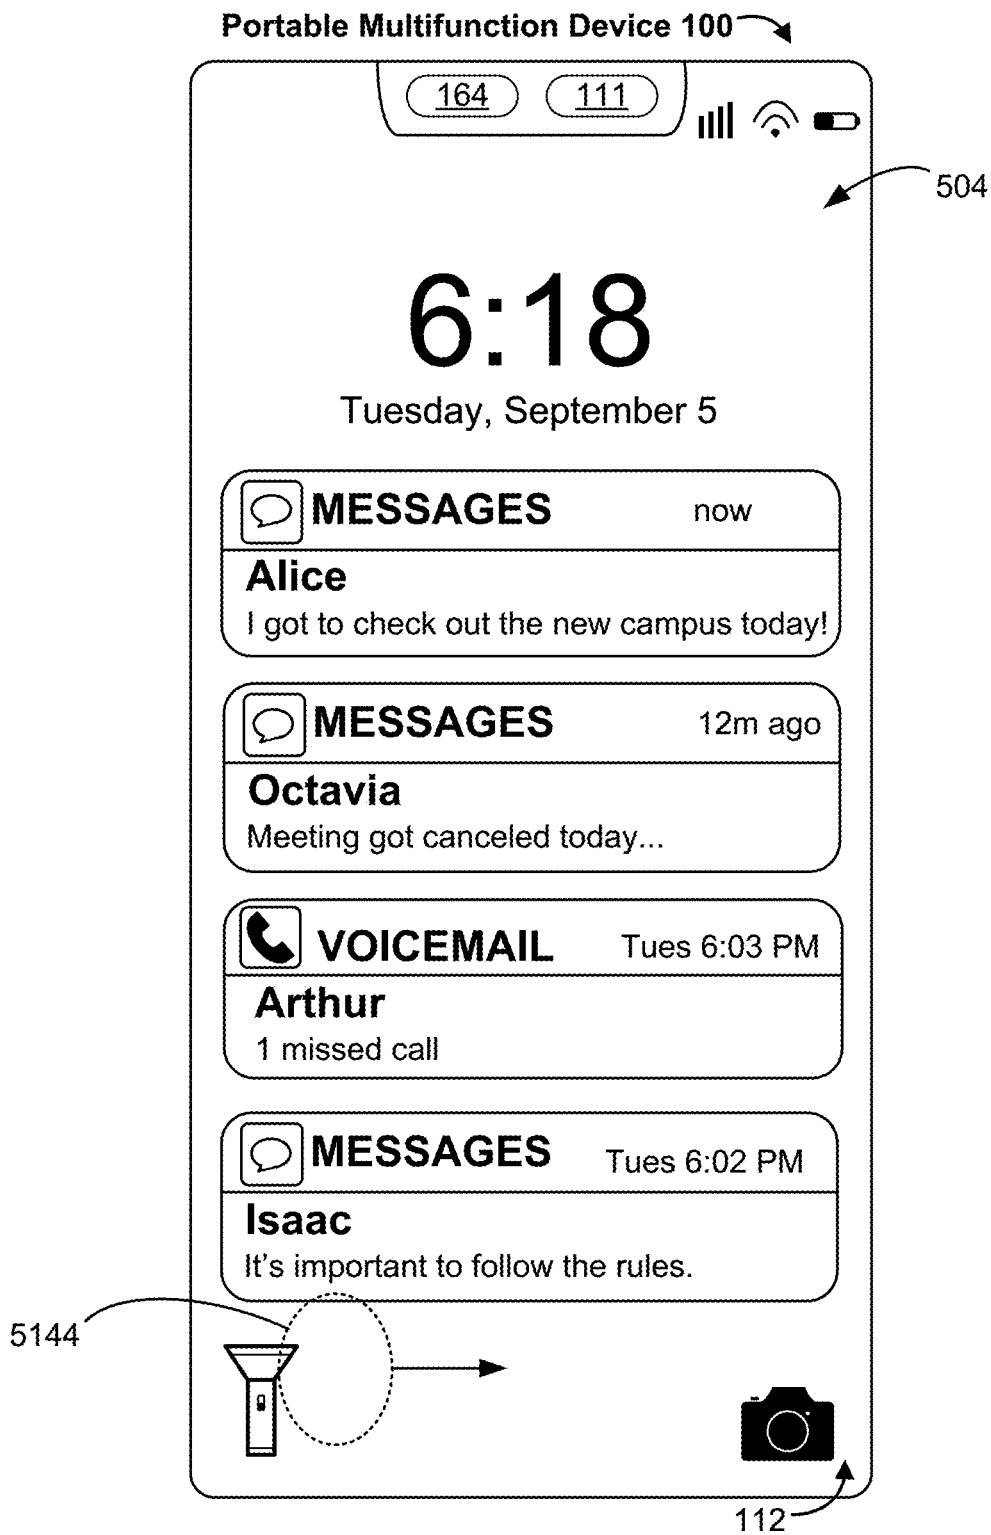 Portable Multifunction Device 100
164 111
504
6:18
Tuesday, September 5
MESSAGES now
Alice
I got to check out the new campus today!
MESSAGES 12m ago
Octavia
Meeting got canceled today...
VOICEMAIL Tues 6:03 PM
Arthur
1 missed call
MESSAGES Tues 6:02 PM
Isaac
It's important to follow the rules.
5144
112